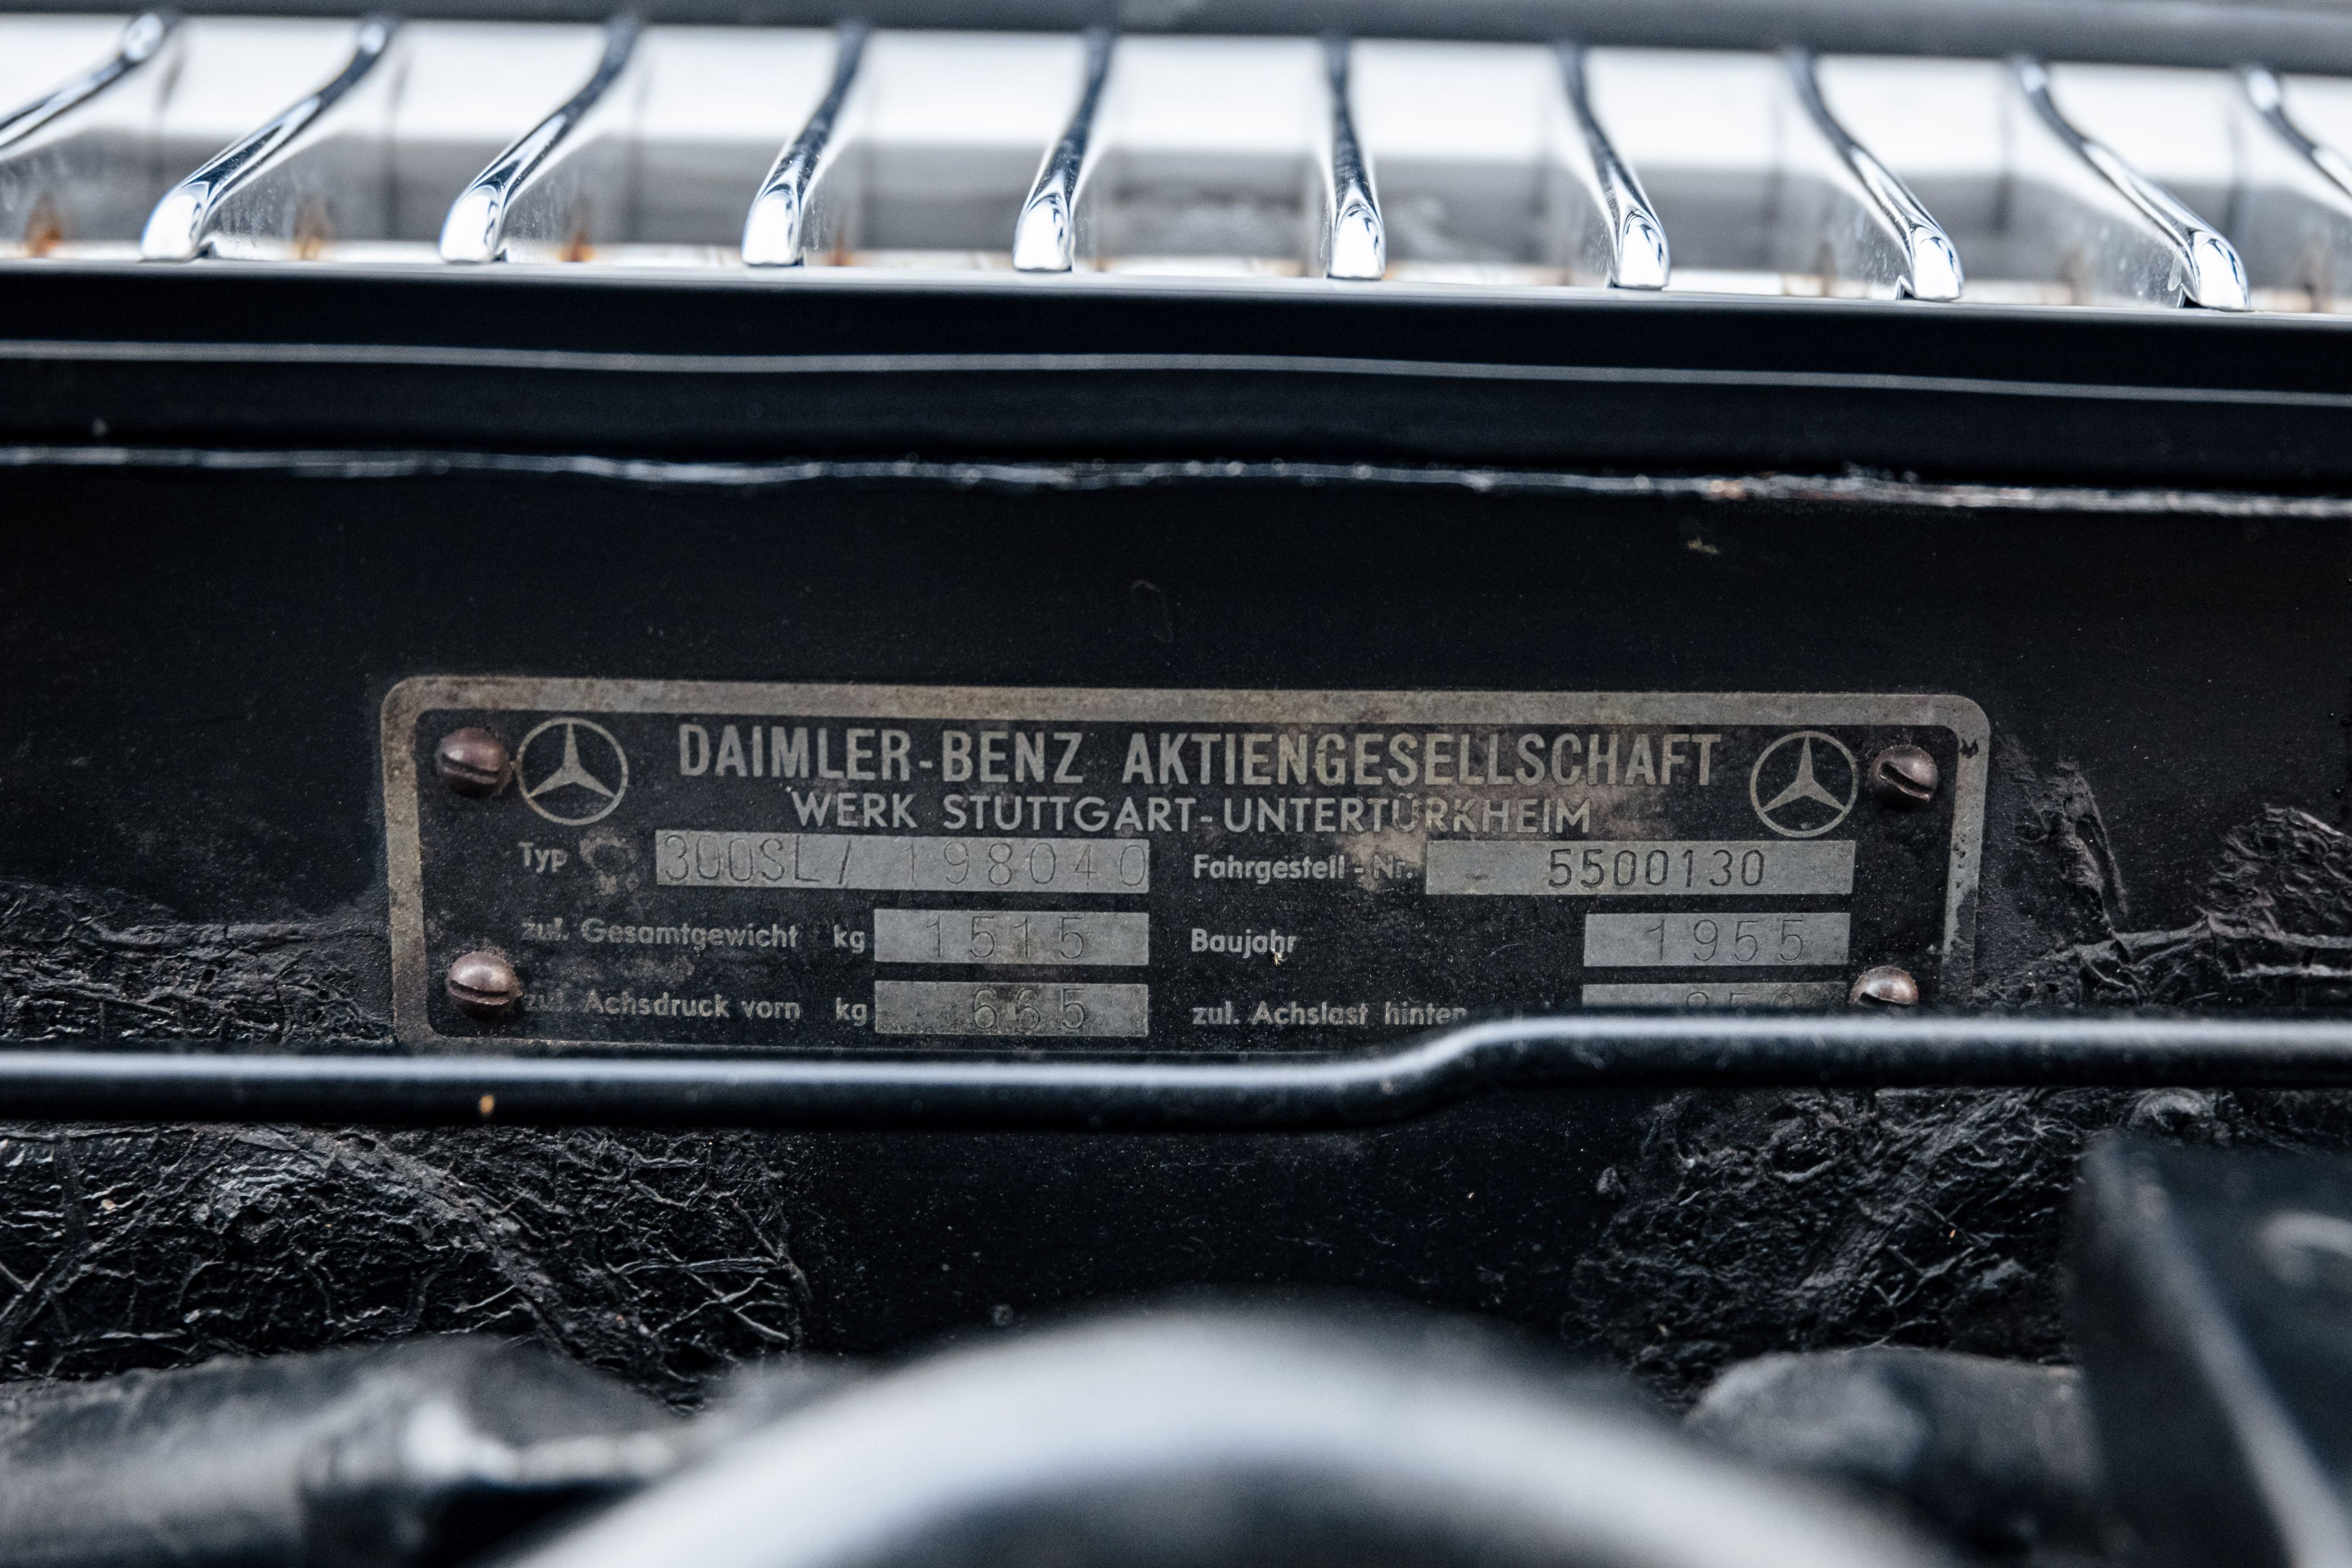 DAIMLER-BENZ AKTIENGESELLSCHAFT
WERK STUTTGART-UNTERTÜRKHEIM
Typ 300SL / 198040 Fahrgestell - Nr. 5500130
zul. Gesamtgewicht kg 1515 Baujahr 1955
zul. Achsdruck vorn kg 665 zul. Achslast hinten